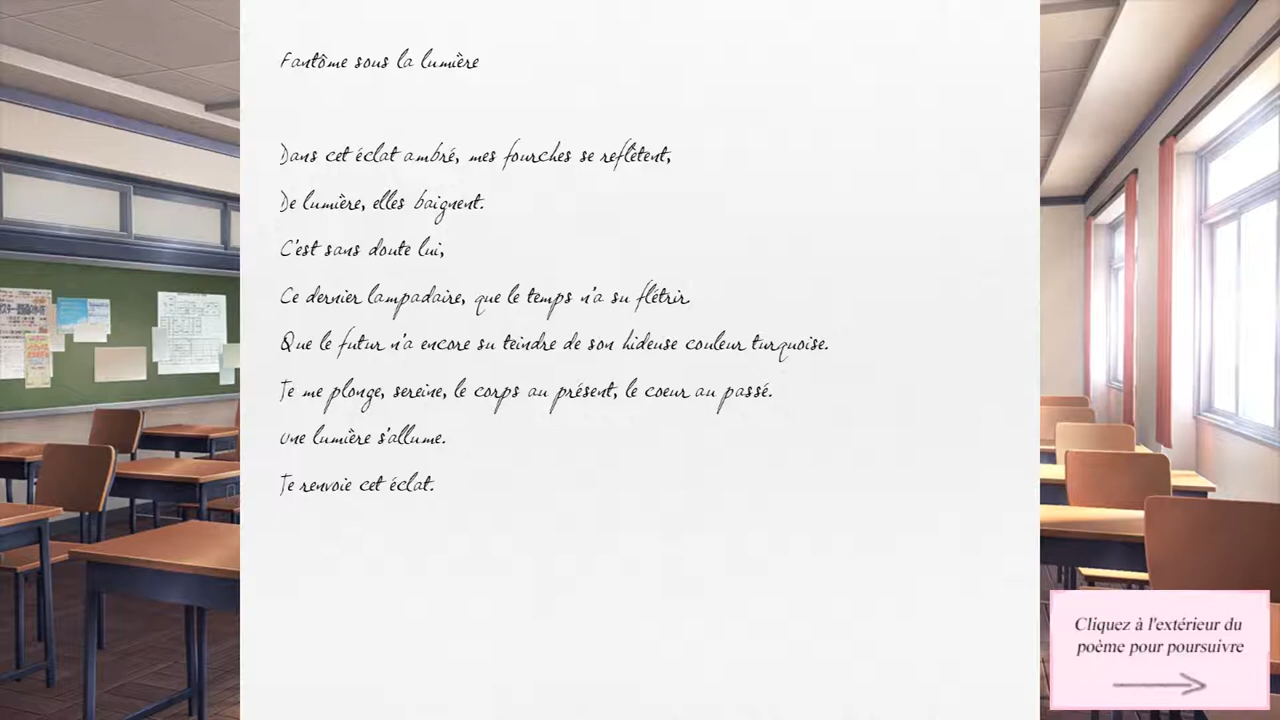 Fantôme sous la lumière
Dans cet éclat ambré, mes fourches se reflètent,
De lumière, elles baignent.
C'est sans doute lui,
Ce dernier lampadaire, que le temps n'a su flétrir
Que le futur n'a encore su teindre de son hideuse couleur turquoise.
Je me plonge, sereine, le corps au présent, le coeur au passé.
Une lumière s'allume.
Je renvoie cet éclat.
Cliquez à l'extérieur du
poème pour poursuivre